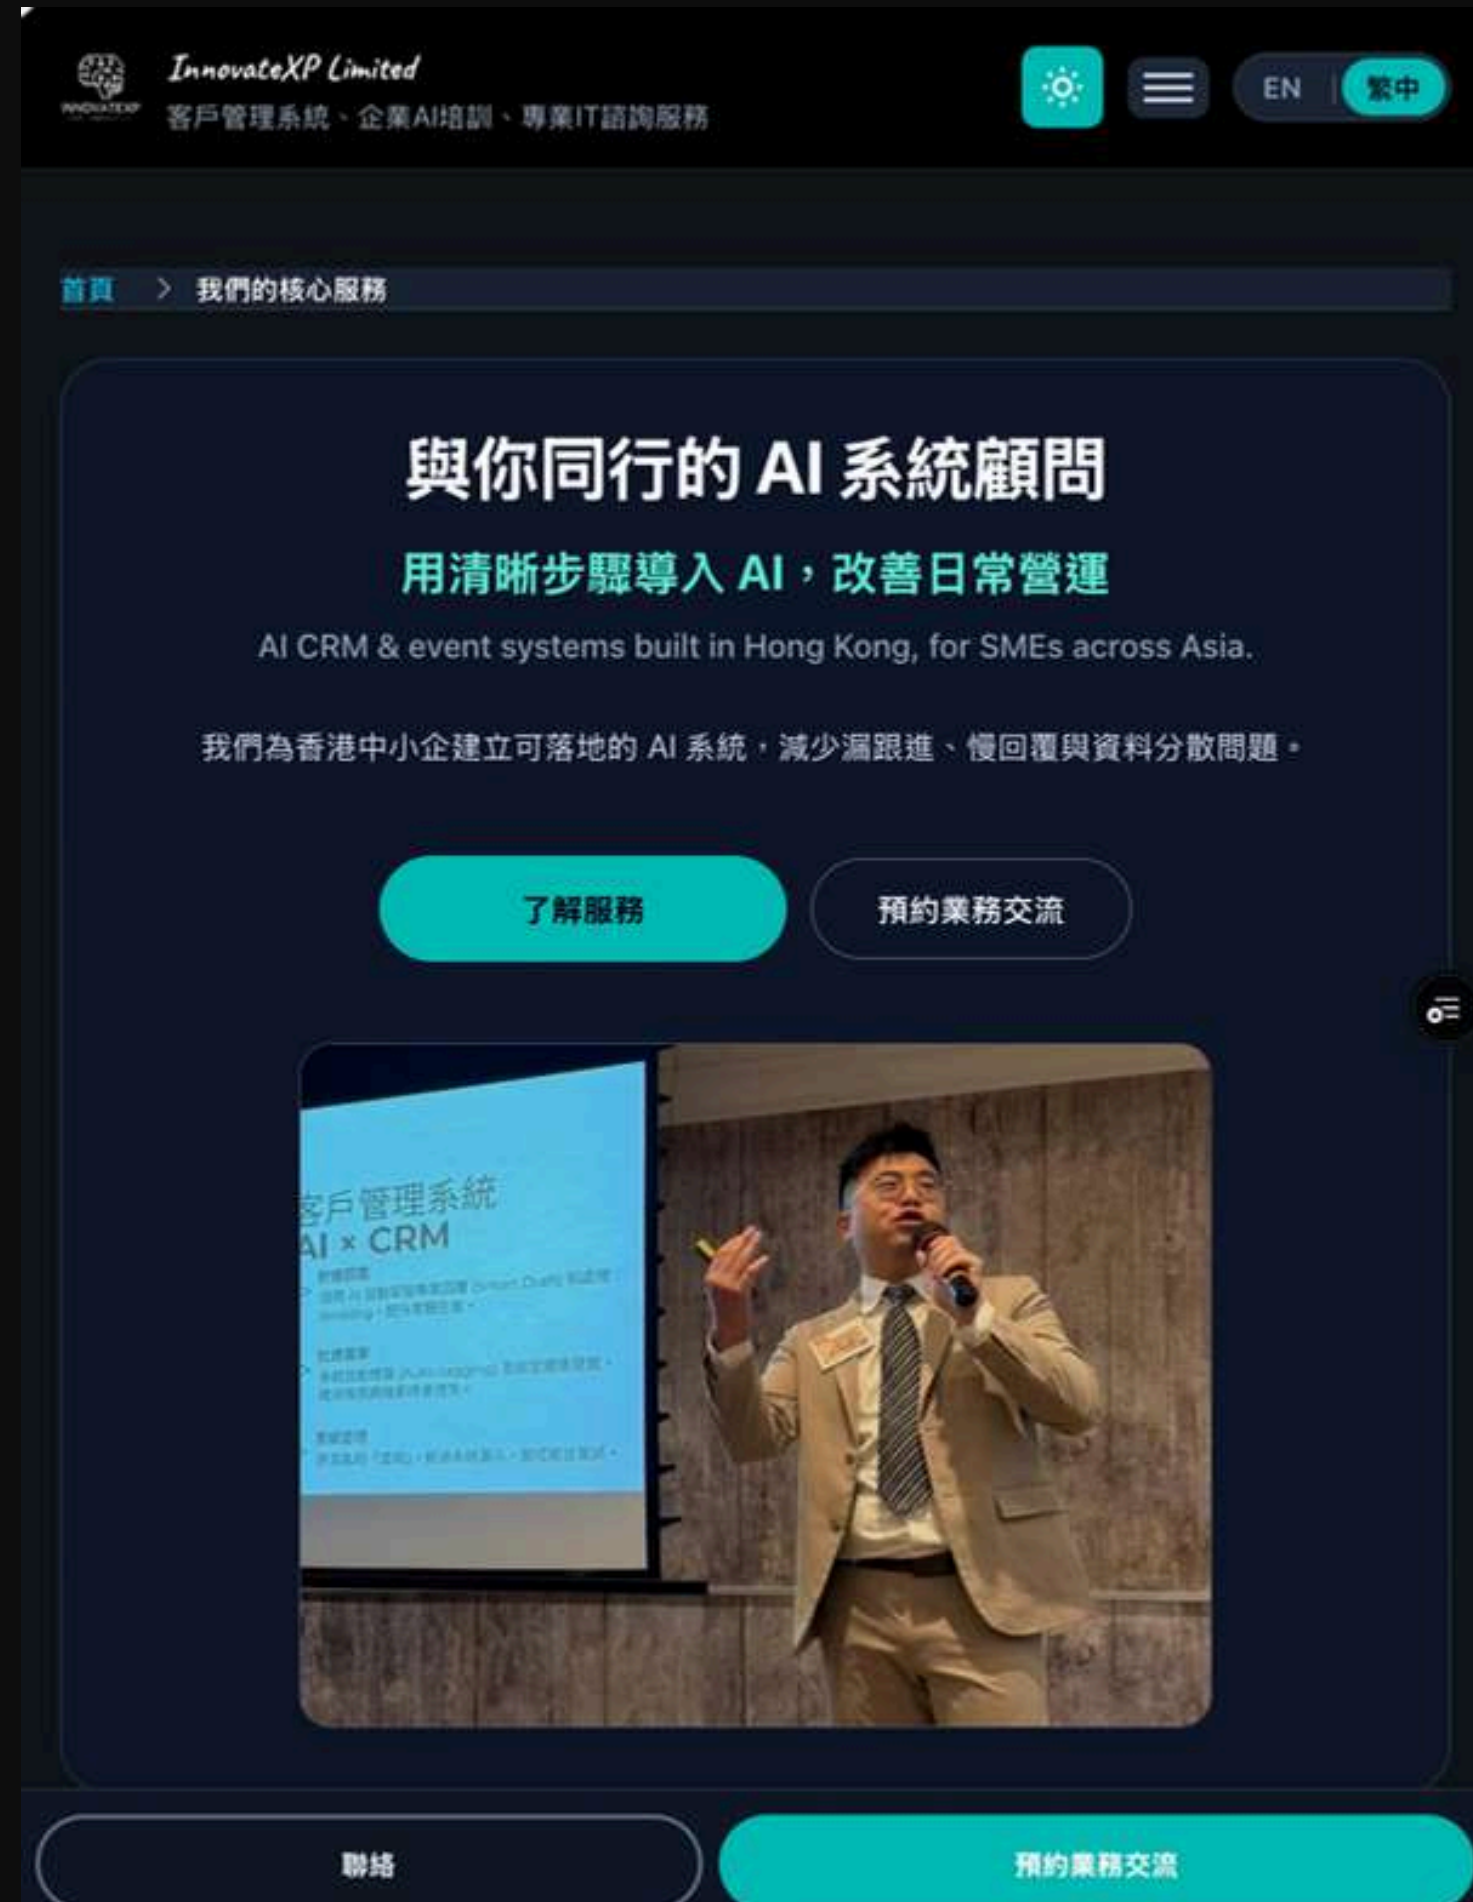 InnovateXP Limited
INNOVATEXP
客戶管理系統、企業AI培訓、專業IT諮詢服務
EN
繁中
首頁 > 我們的核心服務
與你同行的 AI 系統顧問
用清晰步驟導入 AI，改善日常營運
AI CRM & event systems built in Hong Kong, for SMEs across Asia.
我們為香港中小企建立可落地的 AI 系統，減少漏跟進、慢回覆與資料分散問題。
了解服務
預約業務交流
客戶管理系統
AI × CRM
聯絡
預約業務交流